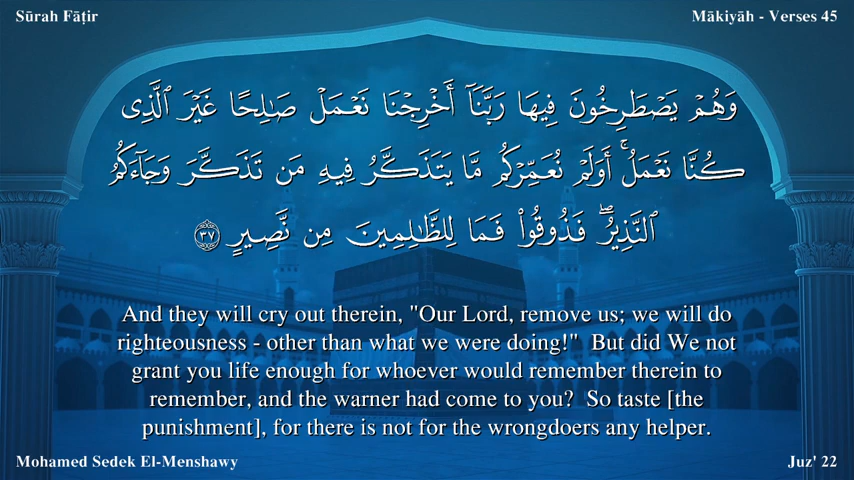 Sūrah Fāṭir
Mākiyāh - Verses 45
وَهُمْ يَصْطَرِخُونَ فِيهَا رَبَّنَآ أَخْرِجْنَا نَعْمَلْ صَـٰلِحًا غَيْرَ ٱلَّذِى
كُنَّا نَعْمَلُ ۚ أَوَلَمْ نُعَمِّرْكُم مَّا يَتَذَكَّرُ فِيهِ مَن تَذَكَّرَ وَجَآءَكُمُ
ٱلنَّذِيرُ ۖ فَذُوقُوا۟ فَمَا لِلظَّـٰلِمِينَ مِن نَّصِيرٍ ٣٧
And they will cry out therein, "Our Lord, remove us; we will do
righteousness - other than what we were doing!"  But did We not
grant you life enough for whoever would remember therein to
remember, and the warner had come to you?  So taste [the
punishment], for there is not for the wrongdoers any helper.
Mohamed Sedek El-Menshawy
Juz' 22